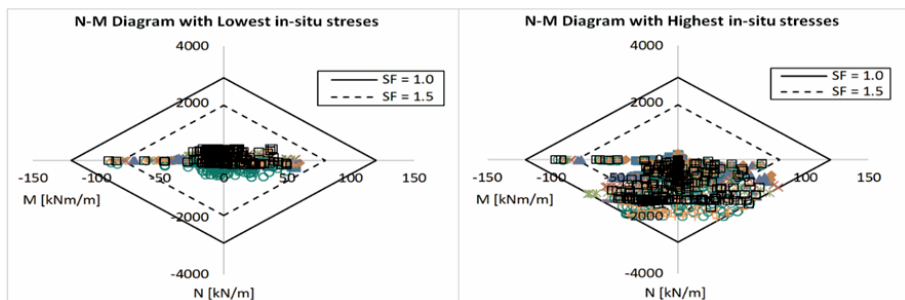 N-M Diagram with Lowest in-situ streses
4000
SF = 1.0
SF = 1.5
2000
0
-150
-100
-50
0
50
100
150
M [kNm/m]
-2000
-4000
N [kN/m]
N-M Diagram with Highest in-situ stresses
4000
SF = 1.0
SF = 1.5
2000
-150
-100
50
100
150
M [kNm/m]
-2000
-4000
N [kN/m]